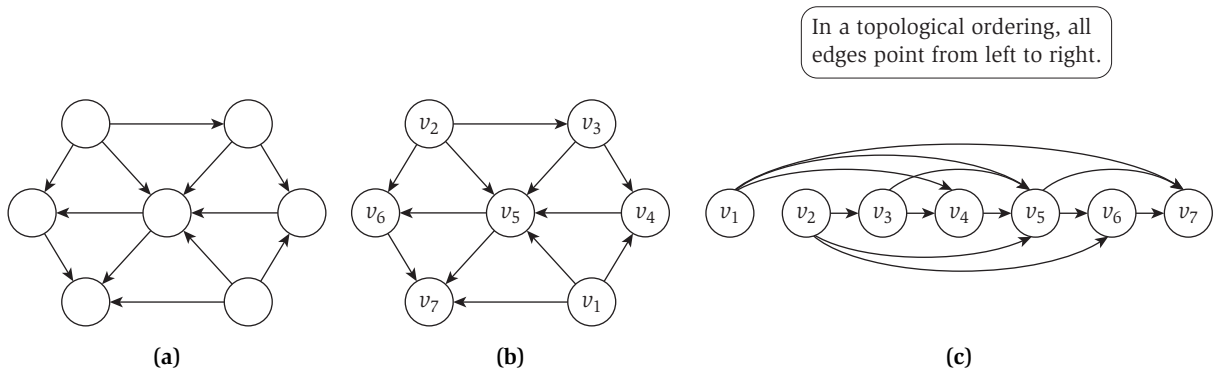 In a topological ordering, all
edges point from left to right.
v₂ v₃
v₆ v₅ v₄
v₇ v₁
v₁ v₂ v₃ v₄ v₅ v₆ v₇
(a) (b) (c)